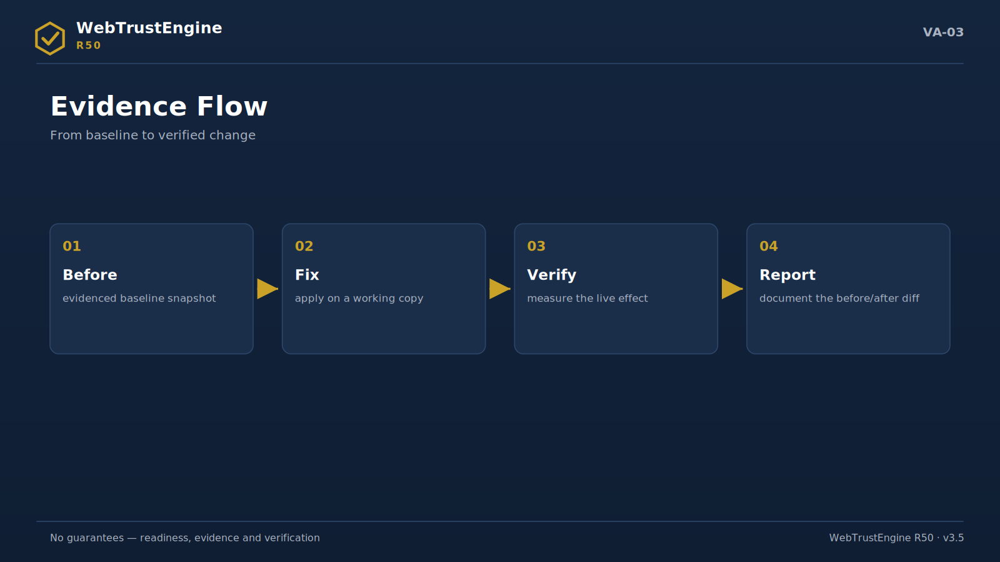 WebTrustEngine
R50
VA-03
Evidence Flow
From baseline to verified change
01
Before
evidenced baseline snapshot
02
Fix
apply on a working copy
03
Verify
measure the live effect
04
Report
document the before/after diff
No guarantees — readiness, evidence and verification
WebTrustEngine R50 · v3.5